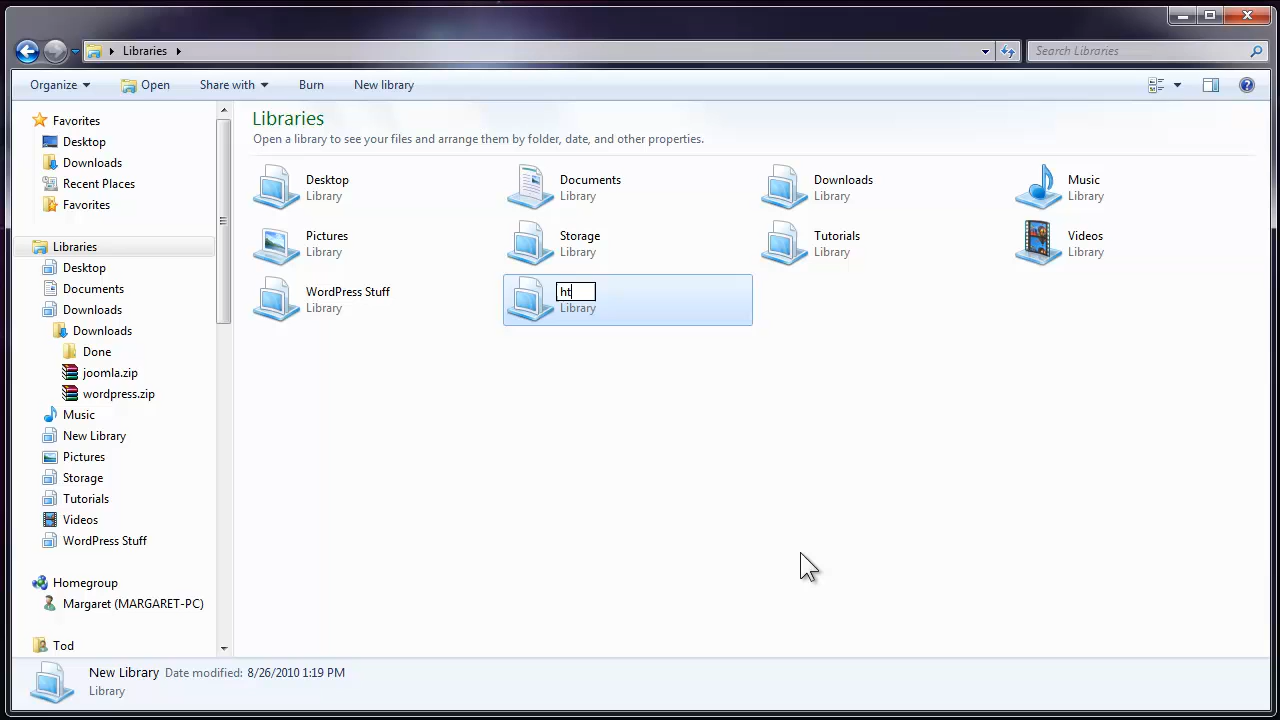 Libraries
Search Libraries
Organize
Open
Share with
Burn
New library
Favorites
Desktop
Downloads
Recent Places
Favorites
Libraries
Desktop
Documents
Downloads
Downloads
Done
joomla.zip
wordpress.zip
Music
New Library
Pictures
Storage
Tutorials
Videos
WordPress Stuff
Homegroup
Margaret (MARGARET-PC)
Tod
Libraries
Open a library to see your files and arrange them by folder, date, and other properties.
Desktop
Library
Documents
Library
Downloads
Library
Music
Library
Pictures
Library
Storage
Library
Tutorials
Library
Videos
Library
WordPress Stuff
Library
ht
Library
New Library Date modified: 8/26/2010 1:19 PM
Library